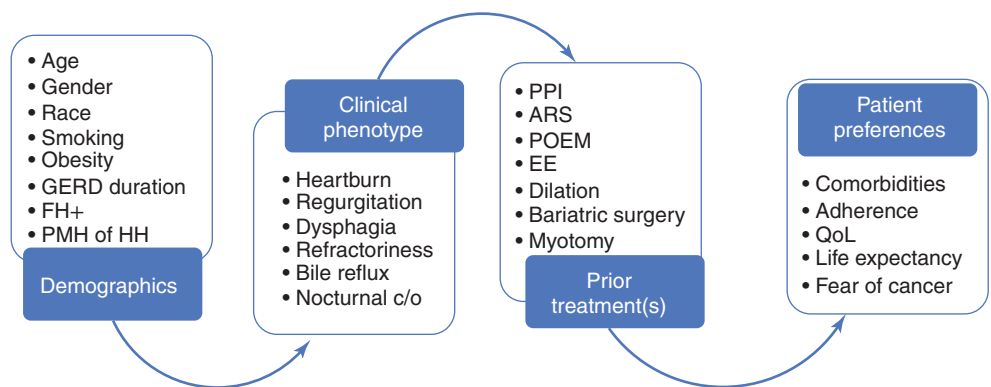 • Age
• Gender
• Race
• Smoking
• Obesity
• GERD duration
• FH+
• PMH of HH
Demographics
Clinical
phenotype
• Heartburn
• Regurgitation
• Dysphagia
• Refractoriness
• Bile reflux
• Nocturnal c/o
• PPI
• ARS
• POEM
• EE
• Dilation
• Bariatric surgery
• Myotomy
Prior
treatment(s)
Patient
preferences
• Comorbidities
• Adherence
• QoL
• Life expectancy
• Fear of cancer